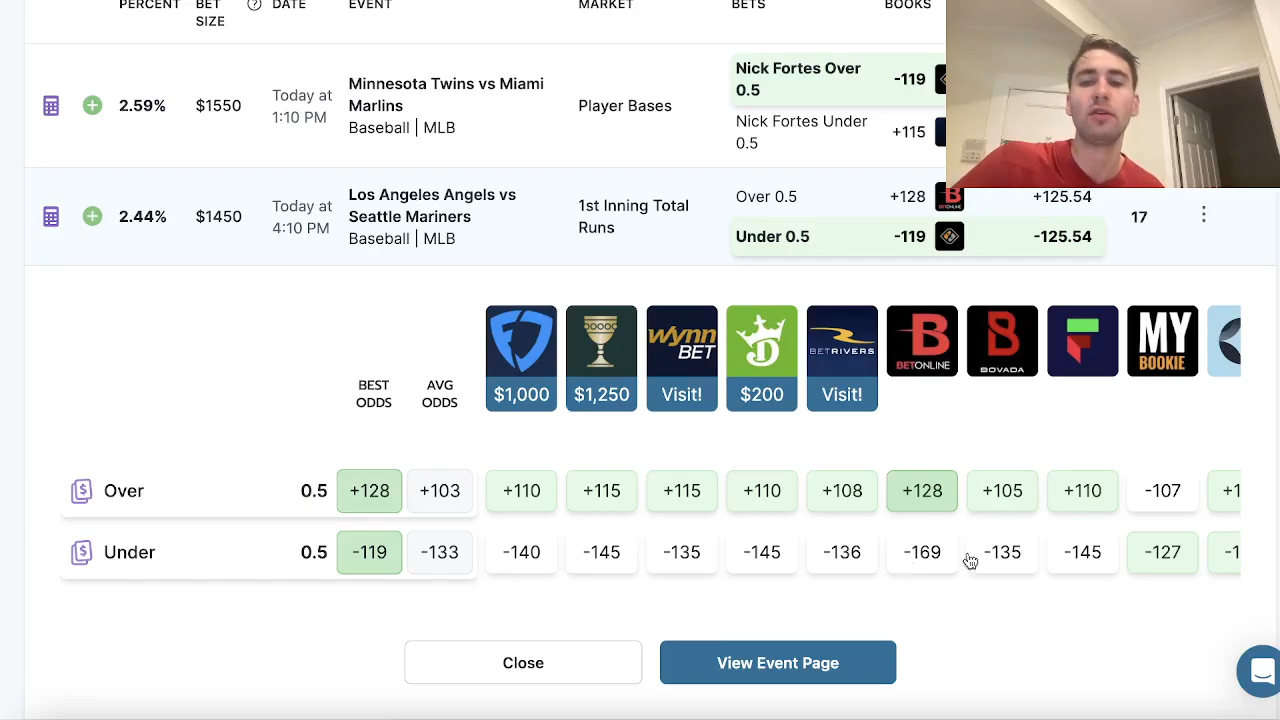 PERCENT BET SIZE DATE EVENT MARKET BETS BOOKS
2.59% $1550 Today at 1:10 PM
Minnesota Twins vs Miami Marlins
Baseball | MLB
Player Bases
Nick Fortes Over 0.5 -119
Nick Fortes Under 0.5 +115
2.44% $1450 Today at 4:10 PM
Los Angeles Angels vs Seattle Mariners
Baseball | MLB
1st Inning Total Runs
Over 0.5 +128 BETONLINE +125.54
Under 0.5 -119 -125.54
17
BEST ODDS
AVG ODDS
WYNN BET
BETRIVERS
BETONLINE
BOVADA
MY BOOKIE
$1,000 $1,250 Visit! $200 Visit!
Over 0.5 +128 +103 +110 +115 +115 +110 +108 +128 +105 +110 -107
Under 0.5 -119 -133 -140 -145 -135 -145 -136 -169 -135 -145 -127
Close
View Event Page